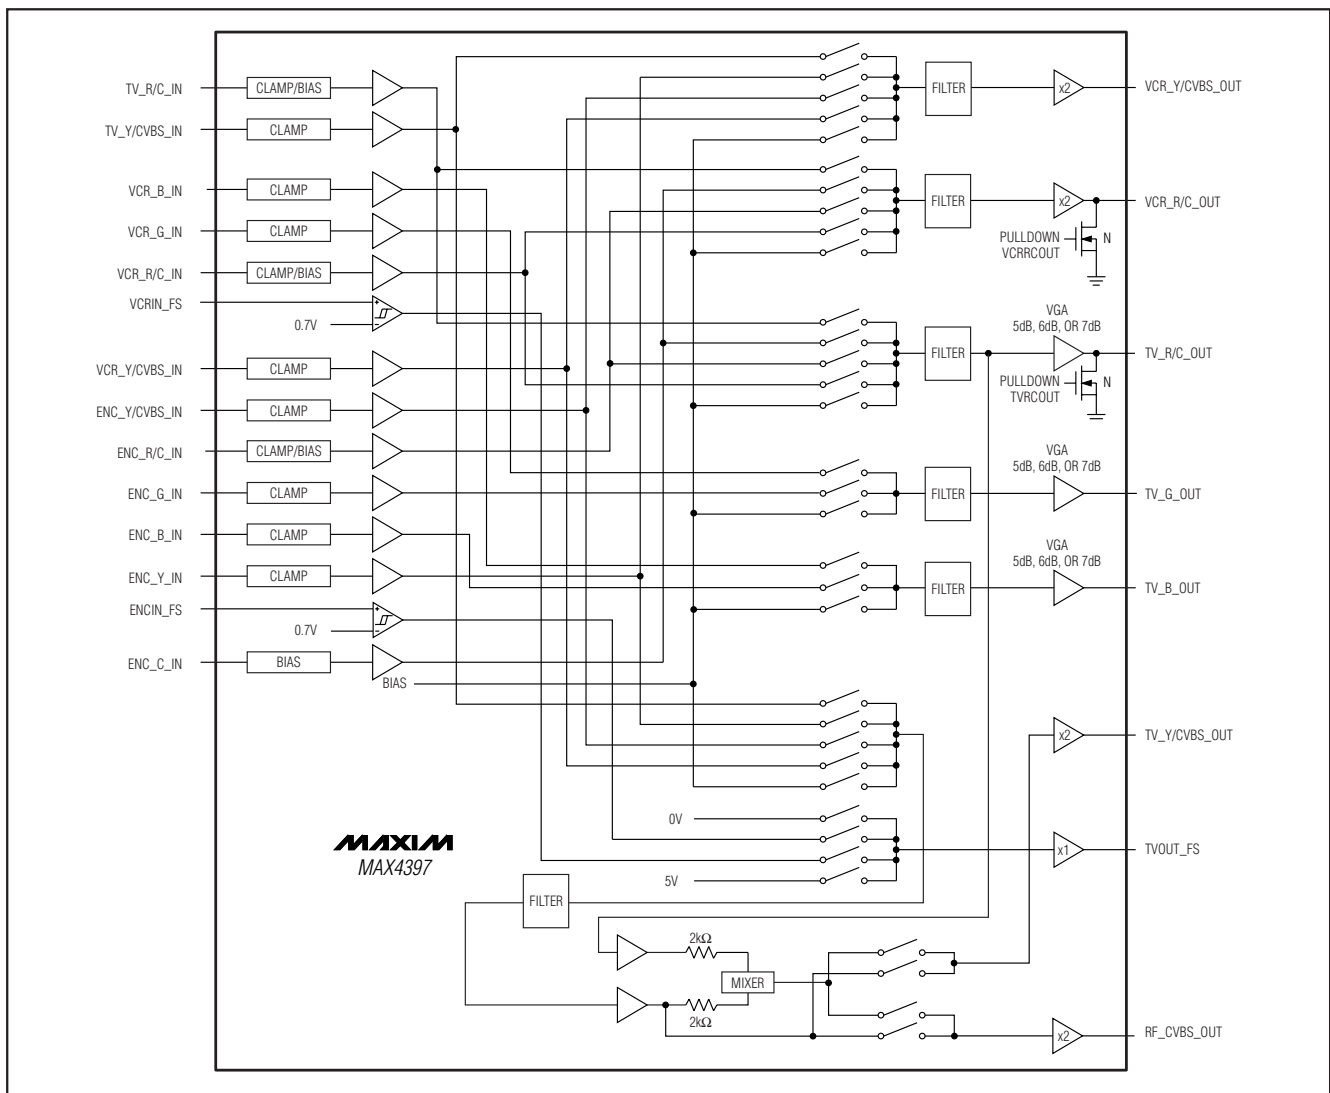 TV_R/C_IN
CLAMP/BIAS
FILTER
x2
VCR_Y/CVBS_OUT
TV_Y/CVBS_IN
CLAMP
VCR_B_IN
CLAMP
FILTER
x2
VCR_R/C_OUT
VCR_G_IN
CLAMP
PULLDOWN
VCRRCOUT
N
VCR_R/C_IN
CLAMP/BIAS
VCRIN_FS
+
0.7V
−
VGA
5dB, 6dB, OR 7dB
FILTER
TV_R/C_OUT
VCR_Y/CVBS_IN
CLAMP
PULLDOWN
TVRCOUT
N
ENC_Y/CVBS_IN
CLAMP
ENC_R/C_IN
CLAMP/BIAS
VGA
5dB, 6dB, OR 7dB
ENC_G_IN
CLAMP
FILTER
TV_G_OUT
ENC_B_IN
CLAMP
VGA
5dB, 6dB, OR 7dB
ENC_Y_IN
CLAMP
FILTER
TV_B_OUT
ENCIN_FS
+
0.7V
−
ENC_C_IN
BIAS
BIAS
x2
TV_Y/CVBS_OUT
0V
MAXIM
MAX4397
x1
TVOUT_FS
5V
FILTER
2kΩ
MIXER
2kΩ
x2
RF_CVBS_OUT